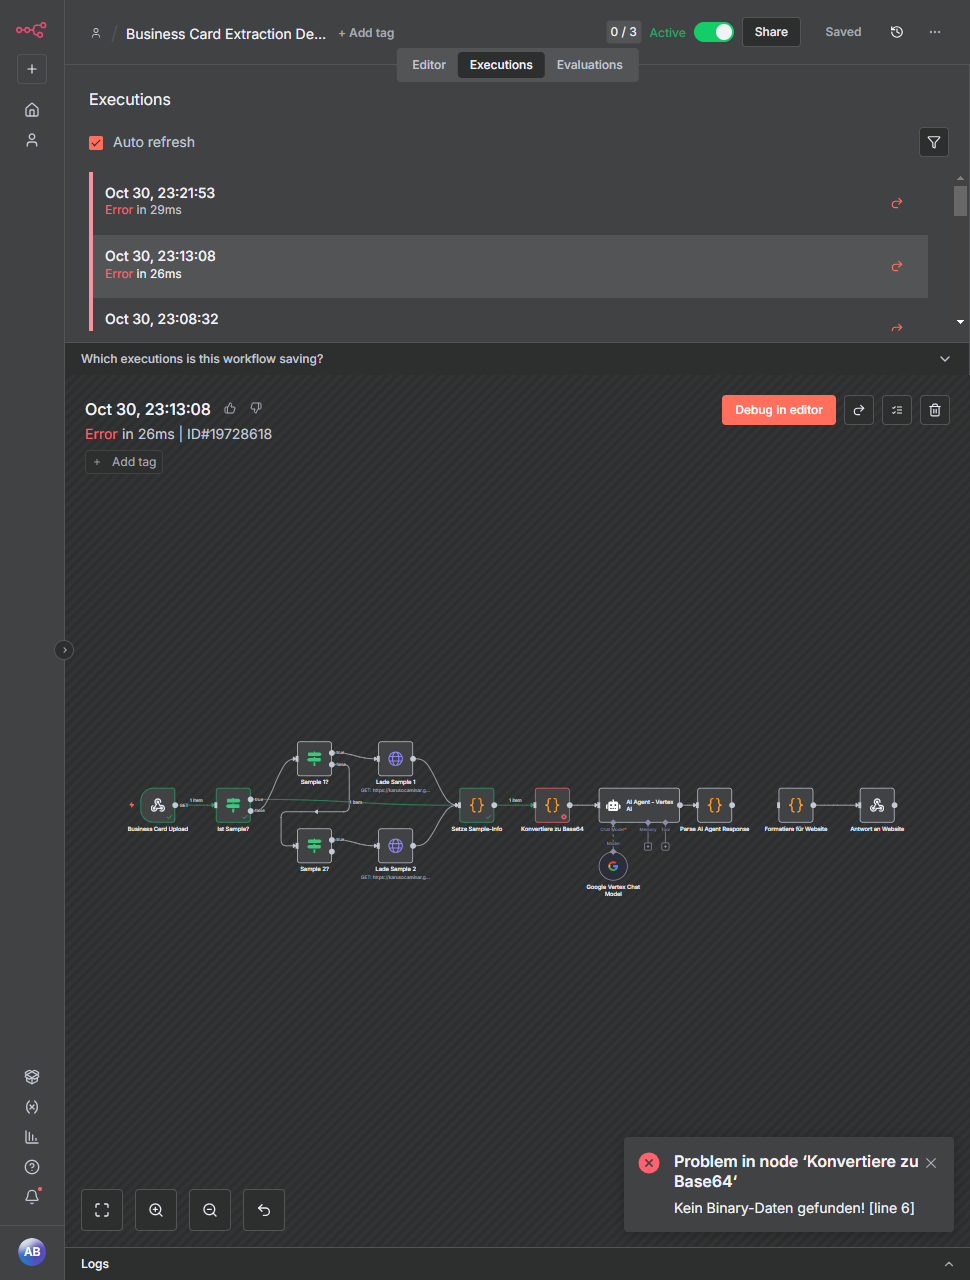 Business Card Extraction De...
+ Add tag
0 / 3
Active
Share
Saved
Editor
Executions
Evaluations
Executions
Auto refresh
Oct 30, 23:21:53
Error in 29ms
Oct 30, 23:13:08
Error in 26ms
Oct 30, 23:08:32
Which executions is this workflow saving?
Oct 30, 23:13:08
Debug in editor
Error in 26ms | ID#19728618
+ Add tag
true
false
Sample 1?
Lade Sample 1
1 item
GET
true
false
1 item
1 item
Business Card Upload
Ist Sample?
Setze Sample-Info
Konvertiere zu Base64
AI Agent - Vertex
AI
Chat Model*
Memory
Tool
Parse AI Agent Response
Formatiere für Website
Antwort an Website
true
Sample 2?
Lade Sample 2
Model
Google Vertex Chat
Model
Problem in node ‘Konvertiere zu
Base64‘
Kein Binary-Daten gefunden! [line 6]
AB
Logs